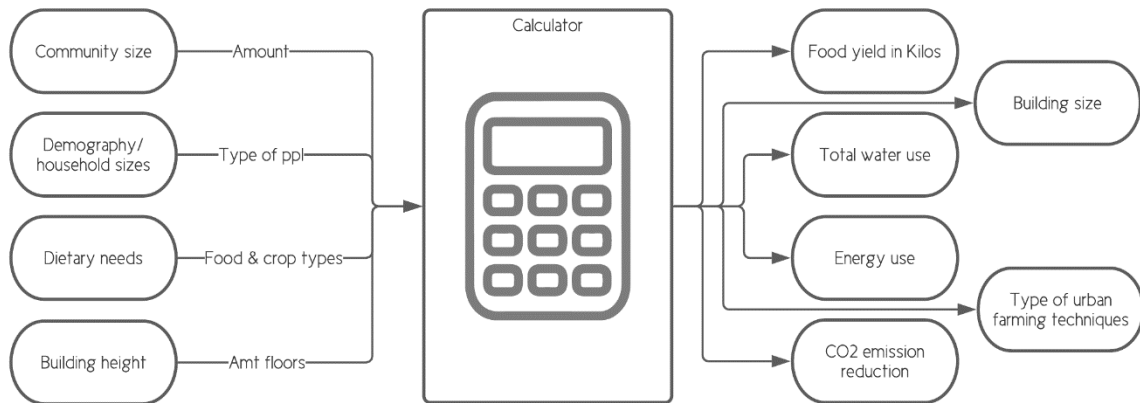 Community size
Amount
Demography/
household sizes
Type of ppl
Dietary needs
Food & crop types
Building height
Amt floors
Calculator
Food yield in Kilos
Building size
Total water use
Energy use
Type of urban
farming techniques
CO2 emission
reduction